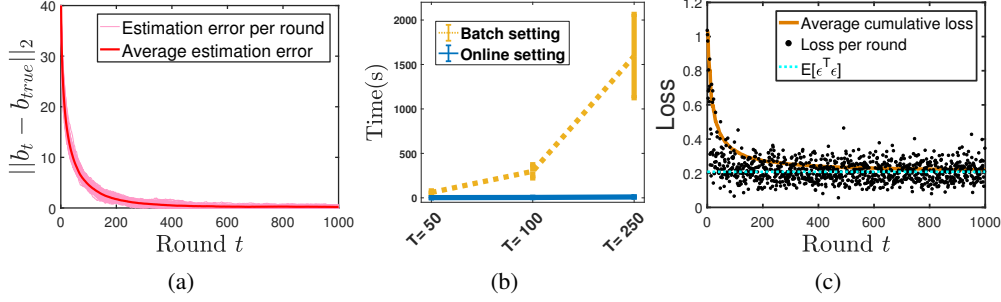 Estimation error per round
Average estimation error
40
30
20
10
0
0 200 400 600 800 1000
||b_t − b_{true}||_2
Round t
(a)
Batch setting
Online setting
2000
1500
1000
500
0
Time(s)
T= 50
T= 100
T= 250
(b)
Average cumulative loss
Loss per round
E[ϵ^T ϵ]
1.2
1
0.8
0.6
0.4
0.2
0
0 200 400 600 800 1000
Loss
Round t
(c)